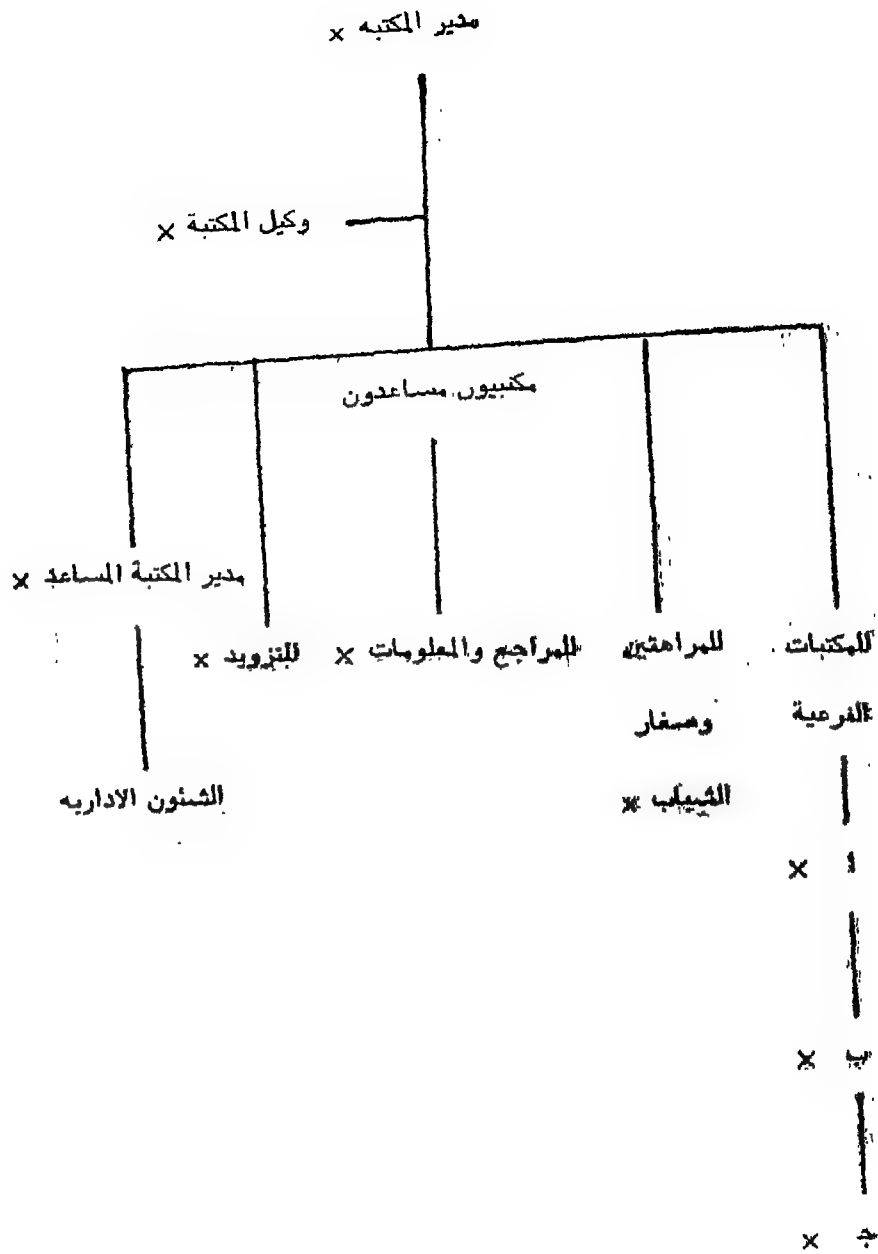 مدير المكتبه ×
وكيل المكتبة ×
مكتبيون مساعدون
مدير المكتبة المساعد ×
للمكتبات
الفرعية
للمراهقين
وصغار
الشباب ×
للمراجع والمعلومات ×
للتزويد ×
الشئون الاداريه
أ ×
ب ×
ج ×